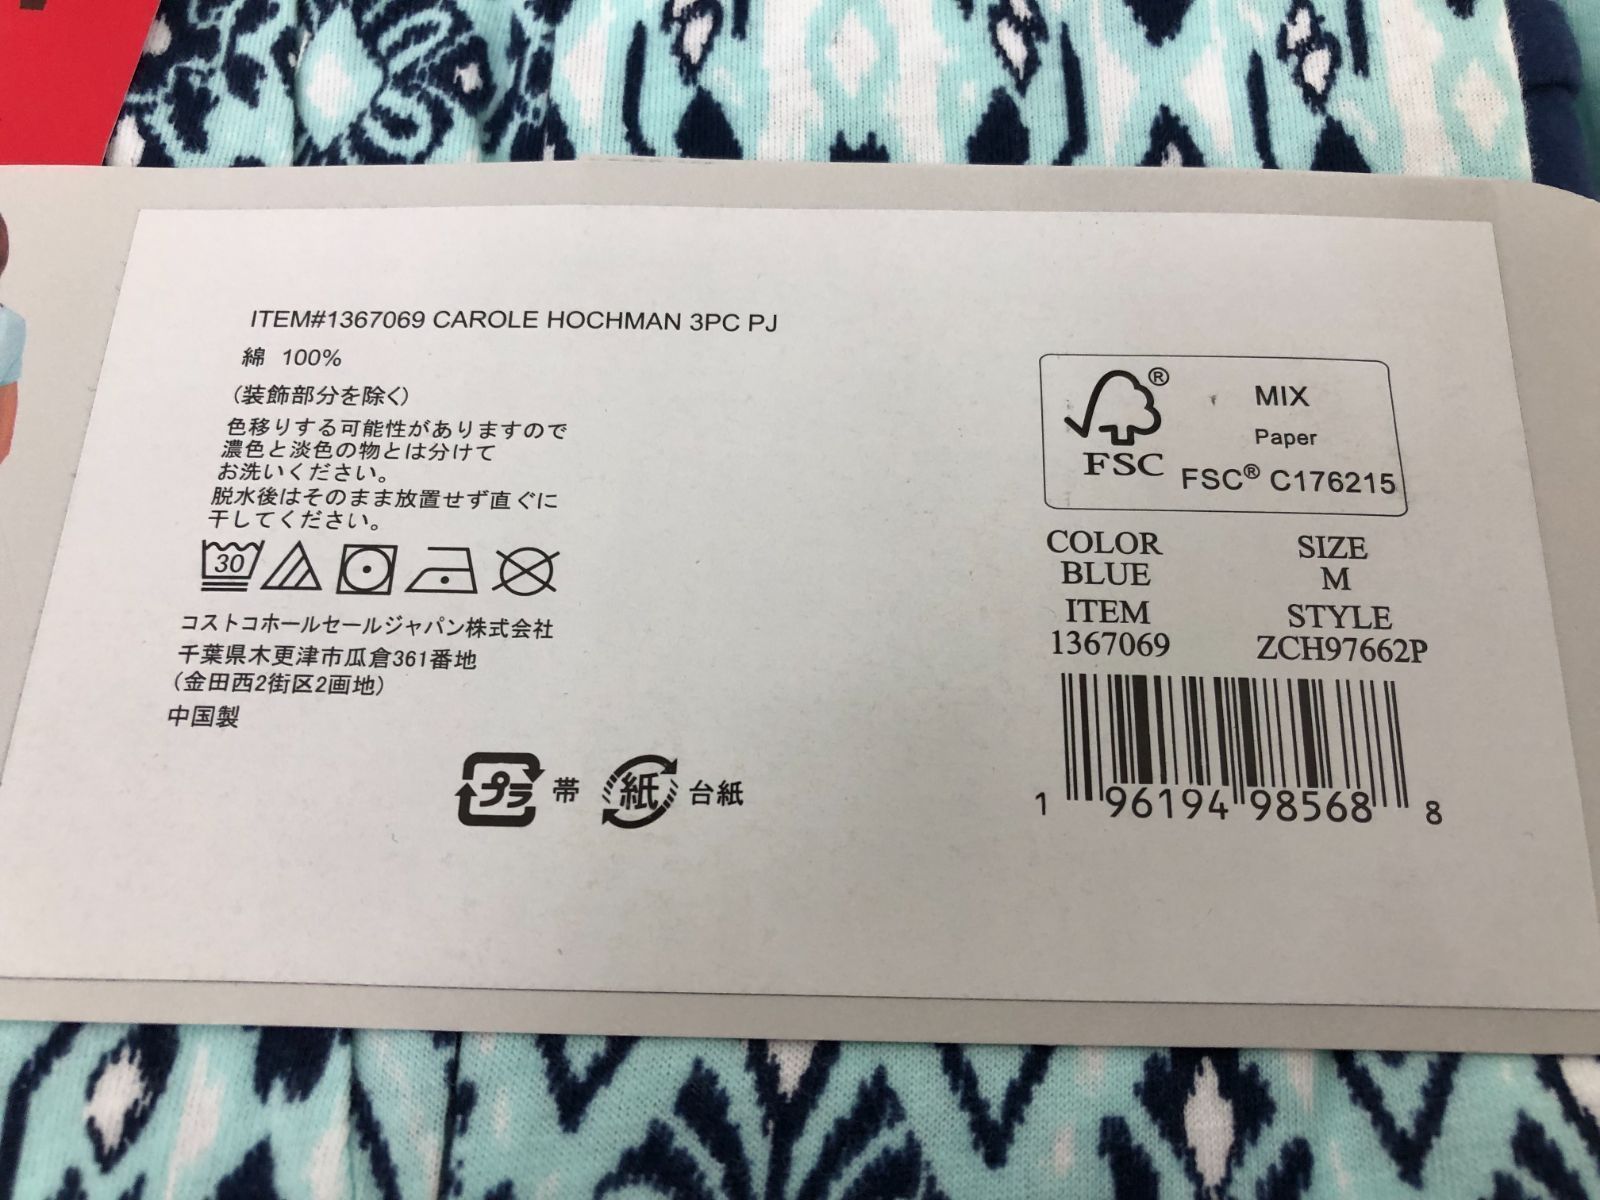 ITEM#1367069 CAROLE HOCHMAN 3PC PJ
綿 100%
(装飾部分を除く)
色移りする可能性がありますので
濃色と淡色の物とは分けて
お洗いください。
脱水後はそのまま放置せず直ぐに
干してください。
30
コストコホールセールジャパン株式会社
千葉県木更津市瓜倉361番地
(金田西2街区2画地)
中国製
プラ 帯 紙 台紙
®
MIX
Paper
FSC
FSC® C176215
COLOR SIZE
BLUE M
ITEM STYLE
1367069 ZCH97662P
1 96194 98568 8